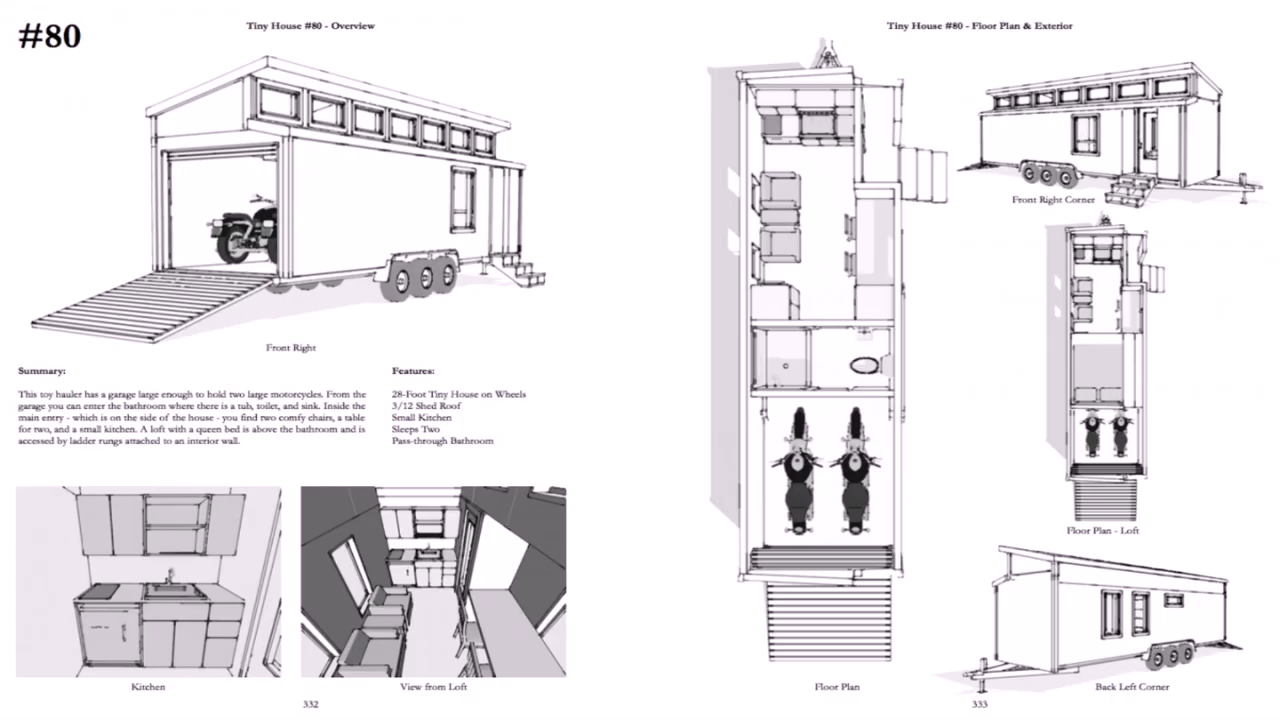 #80
Tiny House #80 - Overview
Front Right
Summary:
This toy hauler has a garage large enough to hold two large motorcycles. From the
garage you can enter the bathroom where there is a tub, toilet, and sink. Inside the
main entry - which is on the side of the house - you find two comfy chairs, a table
for two, and a small kitchen. A loft with a queen bed is above the bathroom and is
accessed by ladder rungs attached to an interior wall.
Features:
28-Foot Tiny House on Wheels
3/12 Shed Roof
Small Kitchen
Sleeps Two
Pass-through Bathroom
Kitchen
View from Loft
332
Tiny House #80 - Floor Plan & Exterior
Front Right Corner
Floor Plan - Loft
Floor Plan
Back Left Corner
333